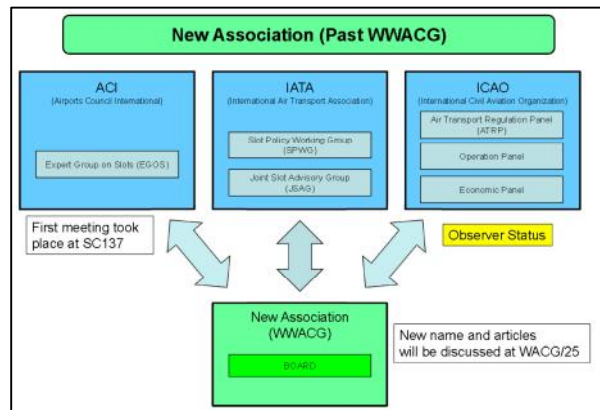 New Association (Past WWACG)
ACI
(Airports Council International)
Expert Group on Slots (EGOS)
IATA
(International Air Transport Association)
Slot Policy Working Group
(SPWG)
Joint Slot Advisory Group
(JSAG)
ICAO
(International Civil Aviation Organization)
Air Transport Regulation Panel
(ATRP)
Operation Panel
Economic Panel
First meeting took
place at SC137
Observer Status
New Association
(WWACG)
BOARD
New name and articles
will be discussed at WACG/25